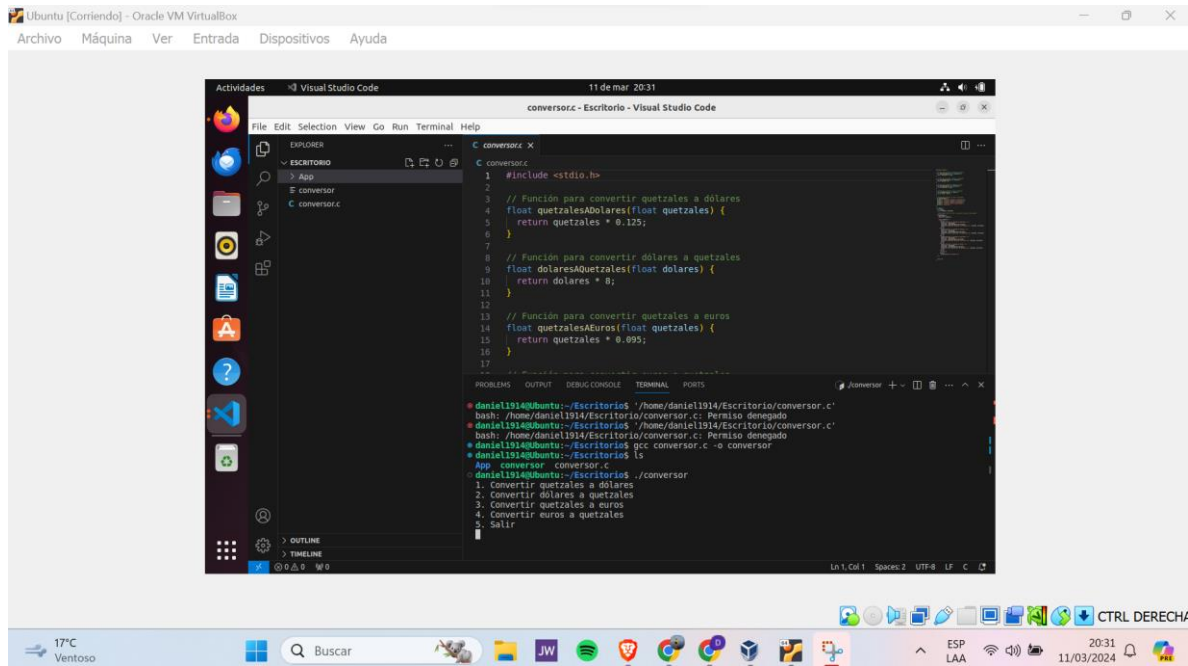 Ubuntu [Corriendo] - Oracle VM VirtualBox
Archivo Máquina Ver Entrada Dispositivos Ayuda
Actividades Visual Studio Code 11 de mar 20:31
conversor.c - Escritorio - Visual Studio Code
File Edit Selection View Go Run Terminal Help
EXPLORER ...
ESCRITORIO
App
conversor
C conversor.c
C conversor.c
C conversor.c
1 #include <stdio.h>
2
3 // Función para convertir quetzales a dólares
4 float quetzalesADolares(float quetzales) {
5 return quetzales * 0.125;
6 }
7
8 // Función para convertir dólares a quetzales
9 float dolaresAQuetzales(float dolares) {
10 return dolares * 8;
11 }
12
13 // Función para convertir quetzales a euros
14 float quetzalesAEuros(float quetzales) {
15 return quetzales * 0.095;
16 }
17
PROBLEMS OUTPUT DEBUG CONSOLE TERMINAL PORTS ./conversor
daniel1914@Ubuntu:~/Escritorio$ '/home/daniel1914/Escritorio/conversor.c'
bash: /home/daniel1914/Escritorio/conversor.c: Permiso denegado
daniel1914@Ubuntu:~/Escritorio$ '/home/daniel1914/Escritorio/conversor.c'
bash: /home/daniel1914/Escritorio/conversor.c: Permiso denegado
daniel1914@Ubuntu:~/Escritorio$ gcc conversor.c -o conversor
daniel1914@Ubuntu:~/Escritorio$ ls
App conversor conversor.c
daniel1914@Ubuntu:~/Escritorio$ ./conversor
1. Convertir quetzales a dólares
2. Convertir dólares a quetzales
3. Convertir quetzales a euros
4. Convertir euros a quetzales
5. Salir
OUTLINE
TIMELINE
0 0 0 Ln 1, Col 1 Spaces: 2 UTF-8 LF C
CTRL DERECHA
17°C
Ventoso
Buscar
JW
ESP
LAA
20:31
11/03/2024
PRE